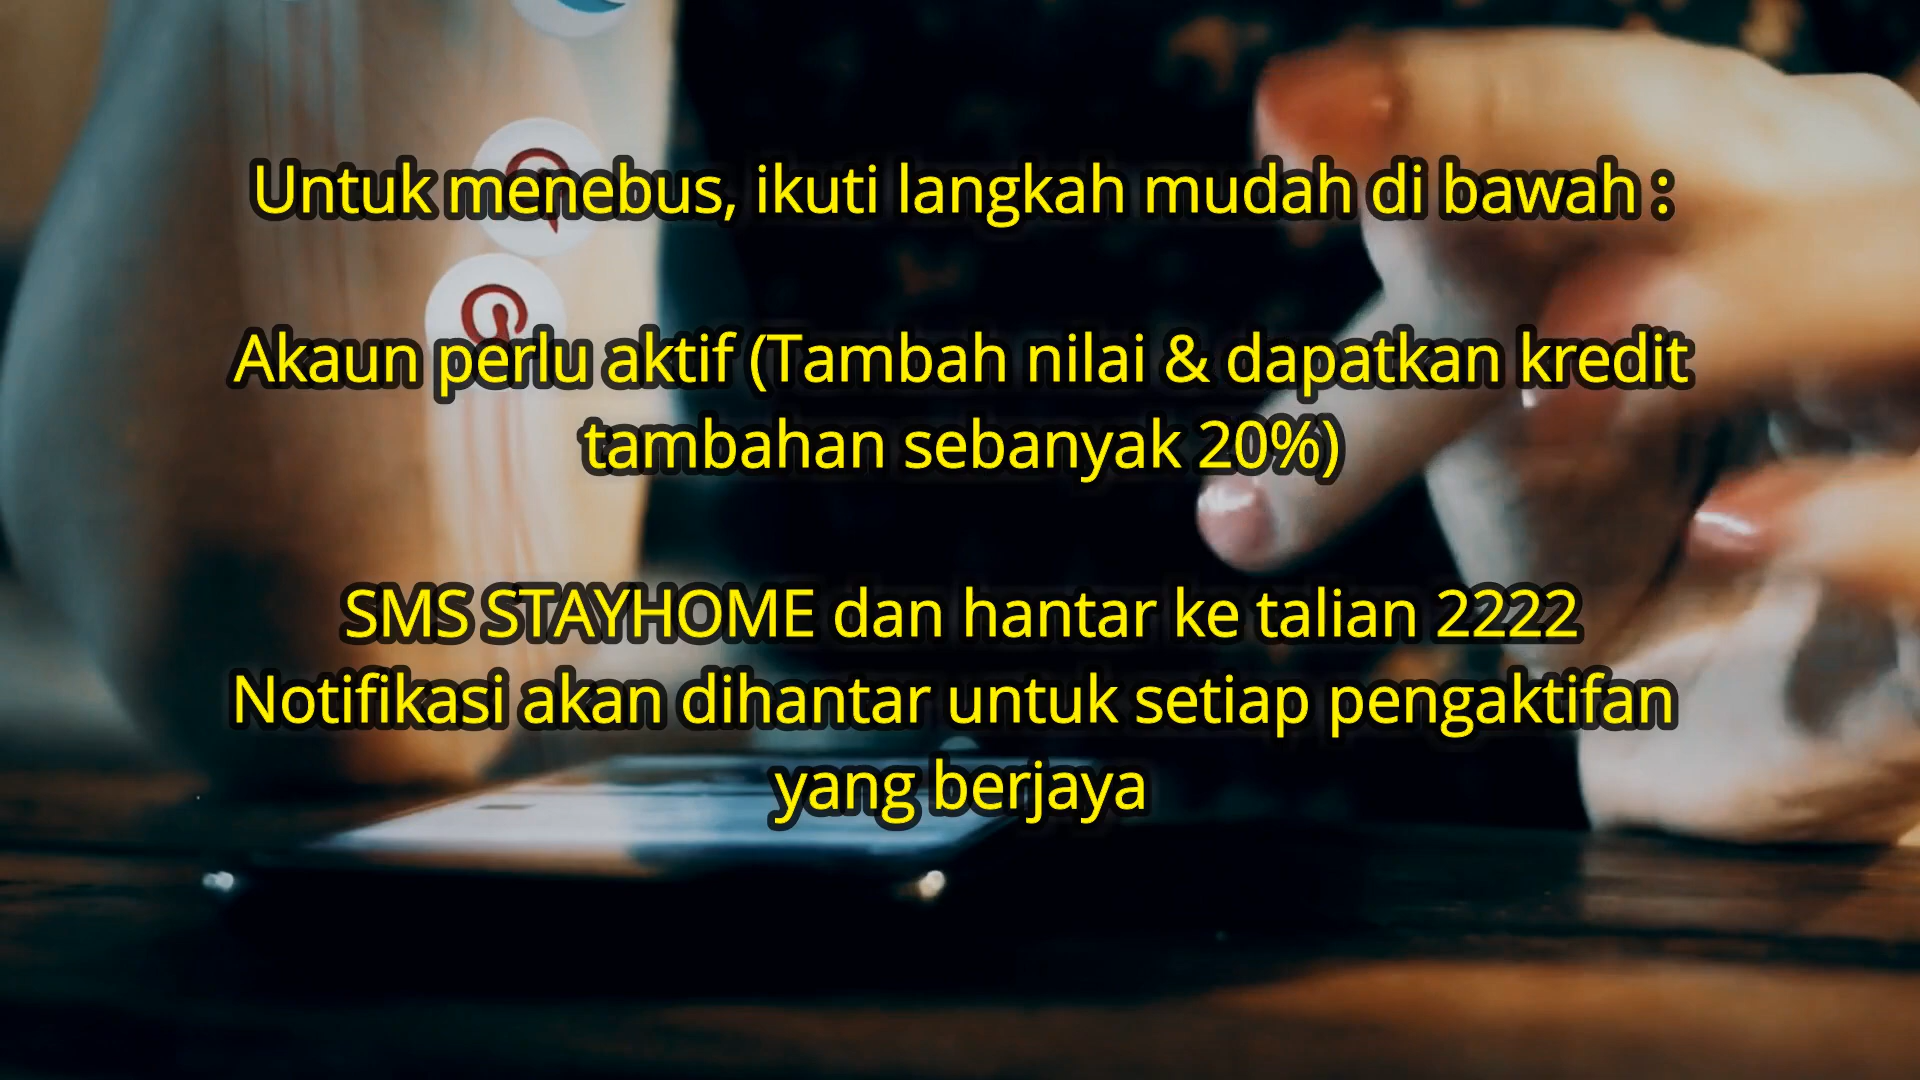 Untuk menebus, ikuti langkah mudah di bawah :
Akaun perlu aktif (Tambah nilai & dapatkan kredit
tambahan sebanyak 20%)
SMS STAYHOME dan hantar ke talian 2222
Notifikasi akan dihantar untuk setiap pengaktifan
yang berjaya